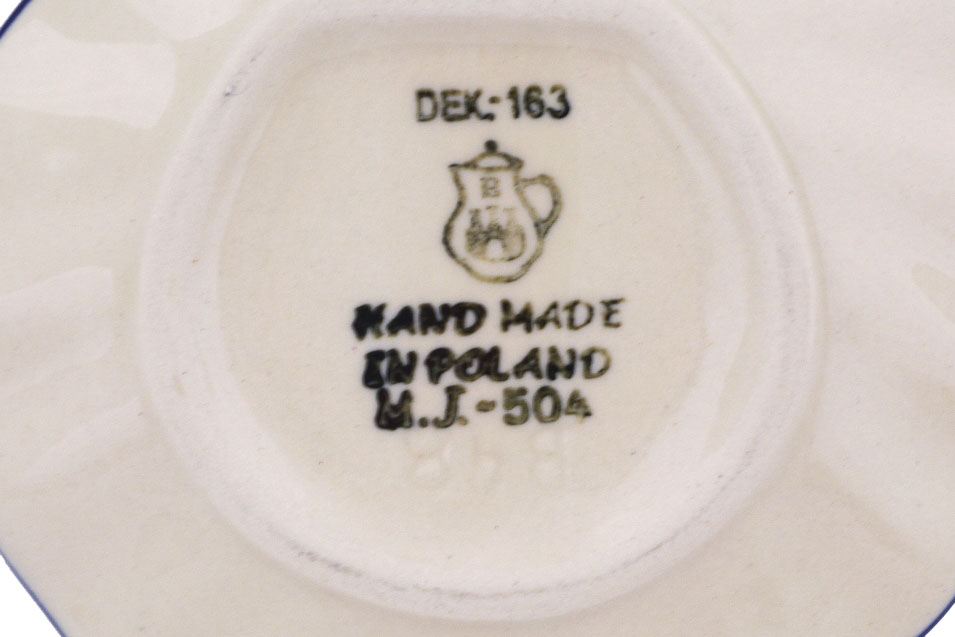 DEK.-163
B
HAND MADE
IN POLAND
M.J.-504